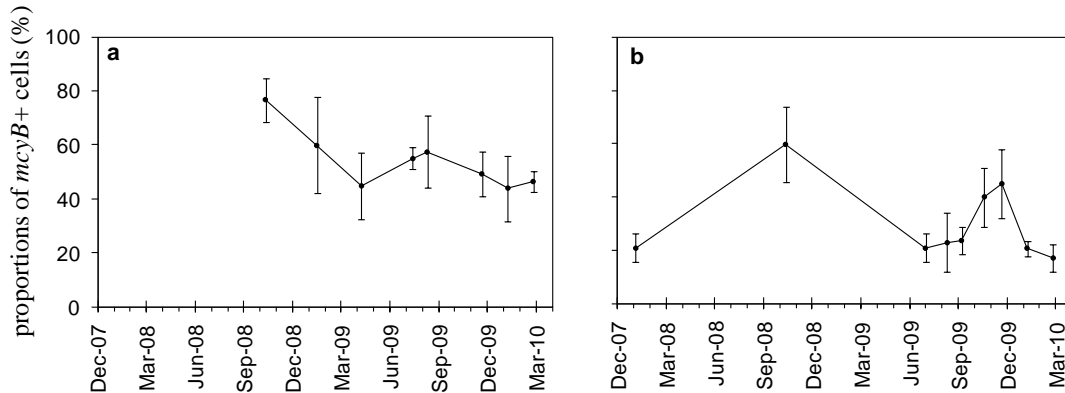 proportions of mcyB+ cells (%)
100
80
60
40
20
0
a
Dec-07
Mar-08
Jun-08
Sep-08
Dec-08
Mar-09
Jun-09
Sep-09
Dec-09
Mar-10
b
Dec-07
Mar-08
Jun-08
Sep-08
Dec-08
Mar-09
Jun-09
Sep-09
Dec-09
Mar-10